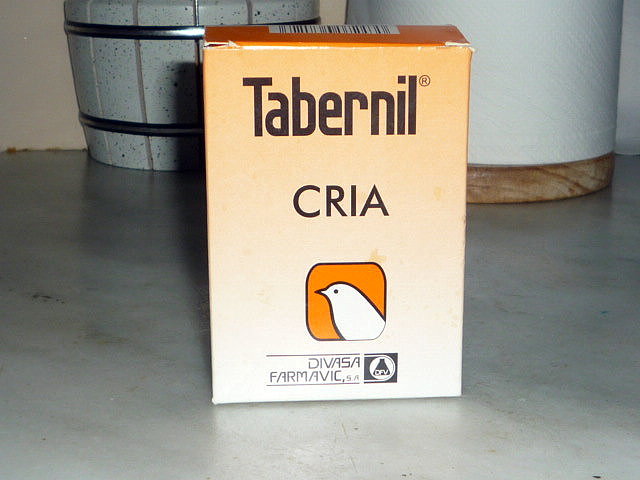 Tabernil®
CRIA
DIVASA
FARMAVIC, S.A
DFV